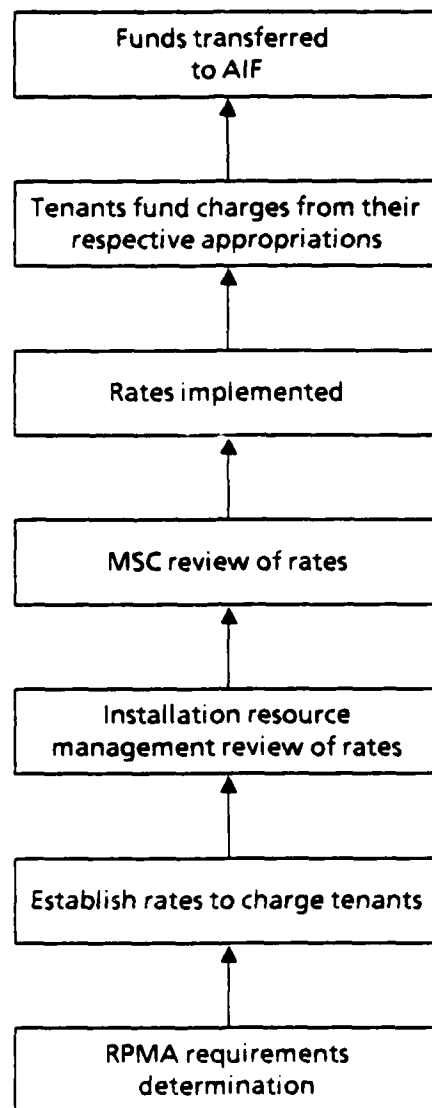 Funds transferred
to AIF
Tenants fund charges from their
respective appropriations
Rates implemented
MSC review of rates
Installation resource
management review of rates
Establish rates to charge tenants
RPMA requirements
determination